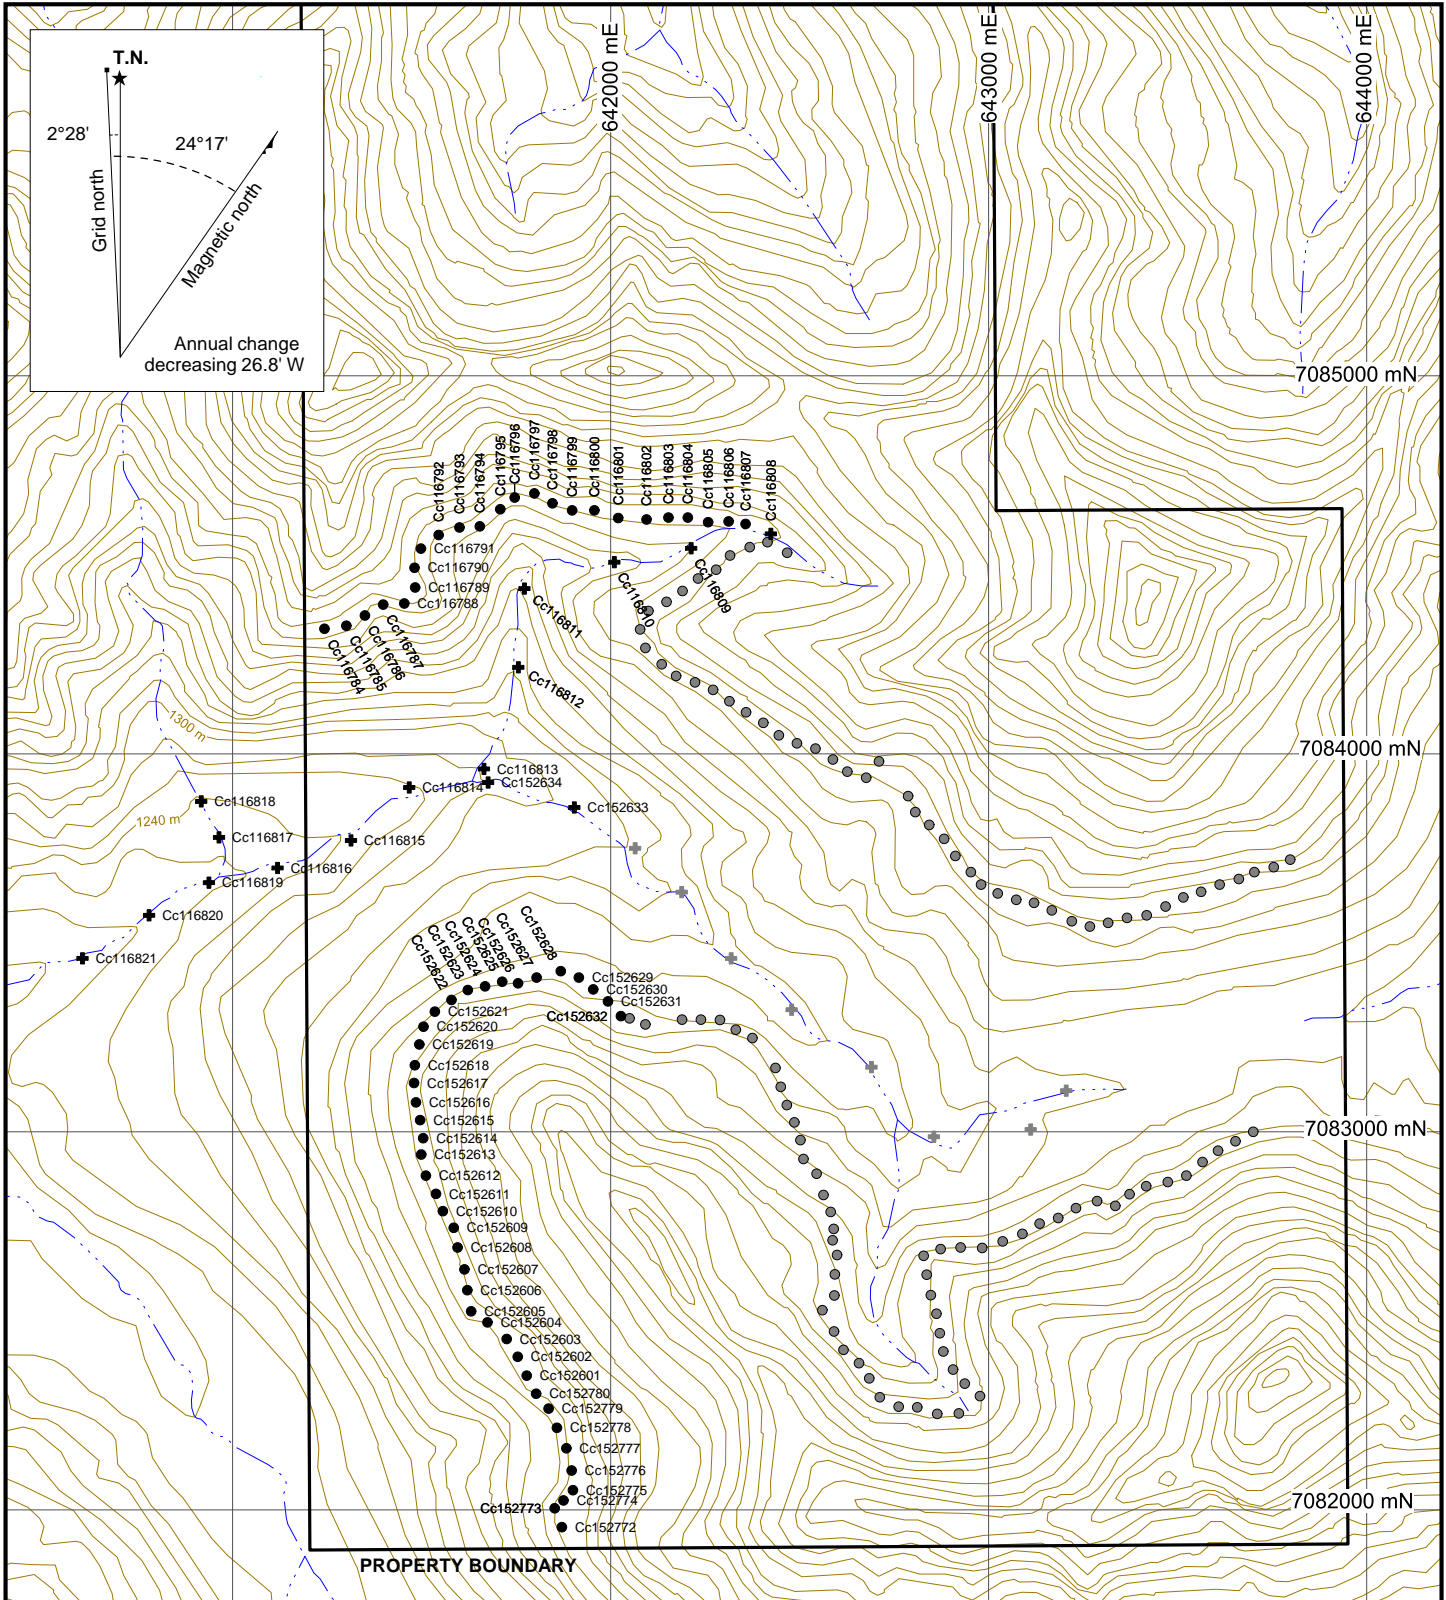 T.N.
2°28'
24°17'
Grid north
Magnetic north
Annual change
decreasing 26.8' W
642000 mE
643000 mE
644000 mE
7085000 mN
7084000 mN
7083000 mN
7082000 mN
Cc116784
Cc116785
Cc116786
Cc116787
Cc116788
Cc116789
Cc116790
Cc116791
Cc116792
Cc116793
Cc116794
Cc116795
Cc116796
Cc116797
Cc116798
Cc116799
Cc116800
Cc116801
Cc116802
Cc116803
Cc116804
Cc116805
Cc116806
Cc116807
Cc116808
Cc116809
Cc116810
Cc116811
Cc116812
1300 m
Cc116813
Cc152634
Cc116814
Cc152633
Cc116818
1240 m
Cc116817
Cc116815
Cc116816
Cc116819
Cc116820
Cc116821
Cc152622
Cc152623
Cc152624
Cc152625
Cc152626
Cc152627
Cc152628
Cc152629
Cc152630
Cc152631
Cc152632
Cc152621
Cc152620
Cc152619
Cc152618
Cc152617
Cc152616
Cc152615
Cc152614
Cc152613
Cc152612
Cc152611
Cc152610
Cc152609
Cc152608
Cc152607
Cc152606
Cc152605
Cc152604
Cc152603
Cc152602
Cc152601
Cc152780
Cc152779
Cc152778
Cc152777
Cc152776
Cc152775
Cc152774
Cc152773
Cc152772
PROPERTY BOUNDARY